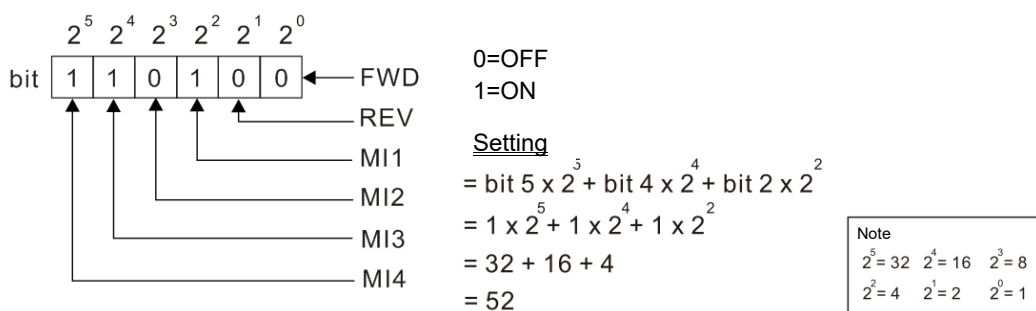 2^5 2^4 2^3 2^2 2^1 2^0
bit 1 1 0 1 0 0 FWD
REV
MI1
MI2
MI3
MI4
0=OFF
1=ON
Setting
= bit 5 x 2^5 + bit 4 x 2^4 + bit 2 x 2^2
= 1 x 2^5 + 1 x 2^4 + 1 x 2^2
= 32 + 16 + 4
= 52
Note
2^5 = 32 2^4 = 16 2^3 = 8
2^2 = 4 2^1 = 2 2^0 = 1